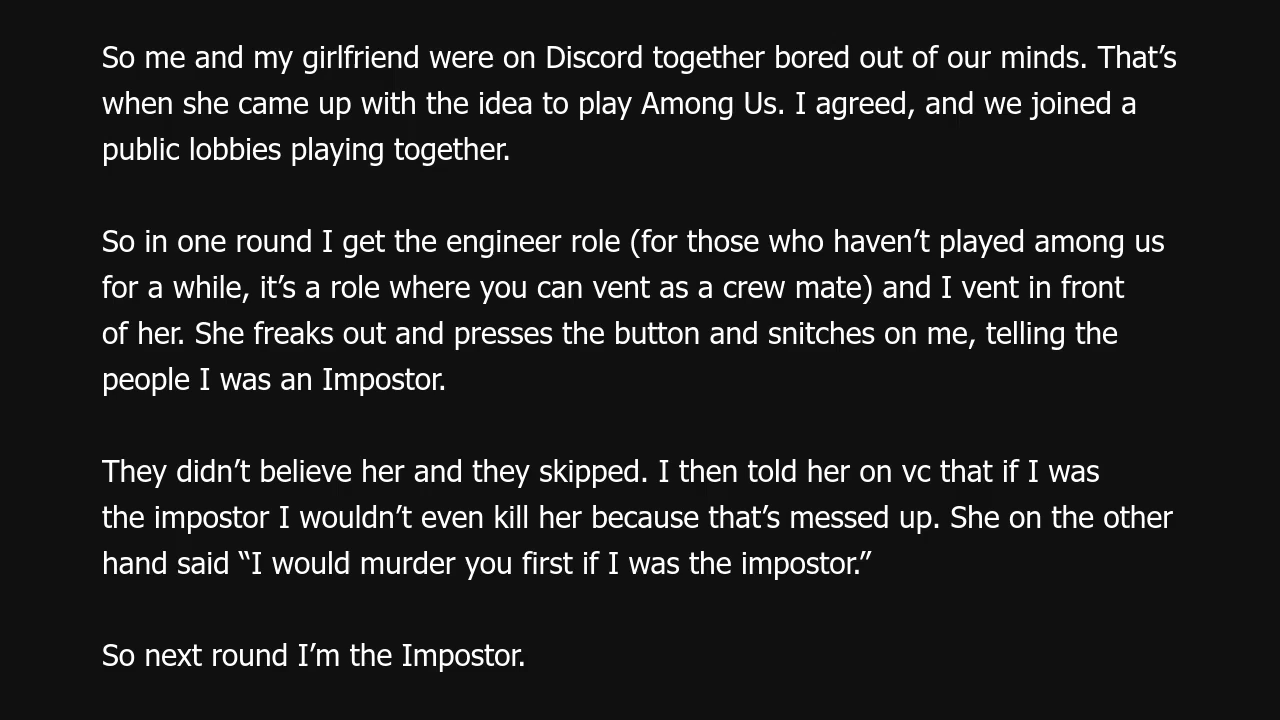 So me and my girlfriend were on Discord together bored out of our minds. That’s
when she came up with the idea to play Among Us. I agreed, and we joined a
public lobbies playing together.
So in one round I get the engineer role (for those who haven’t played among us
for a while, it’s a role where you can vent as a crew mate) and I vent in front
of her. She freaks out and presses the button and snitches on me, telling the
people I was an Impostor.
They didn’t believe her and they skipped. I then told her on vc that if I was
the impostor I wouldn’t even kill her because that’s messed up. She on the other
hand said “I would murder you first if I was the impostor.”
So next round I’m the Impostor.